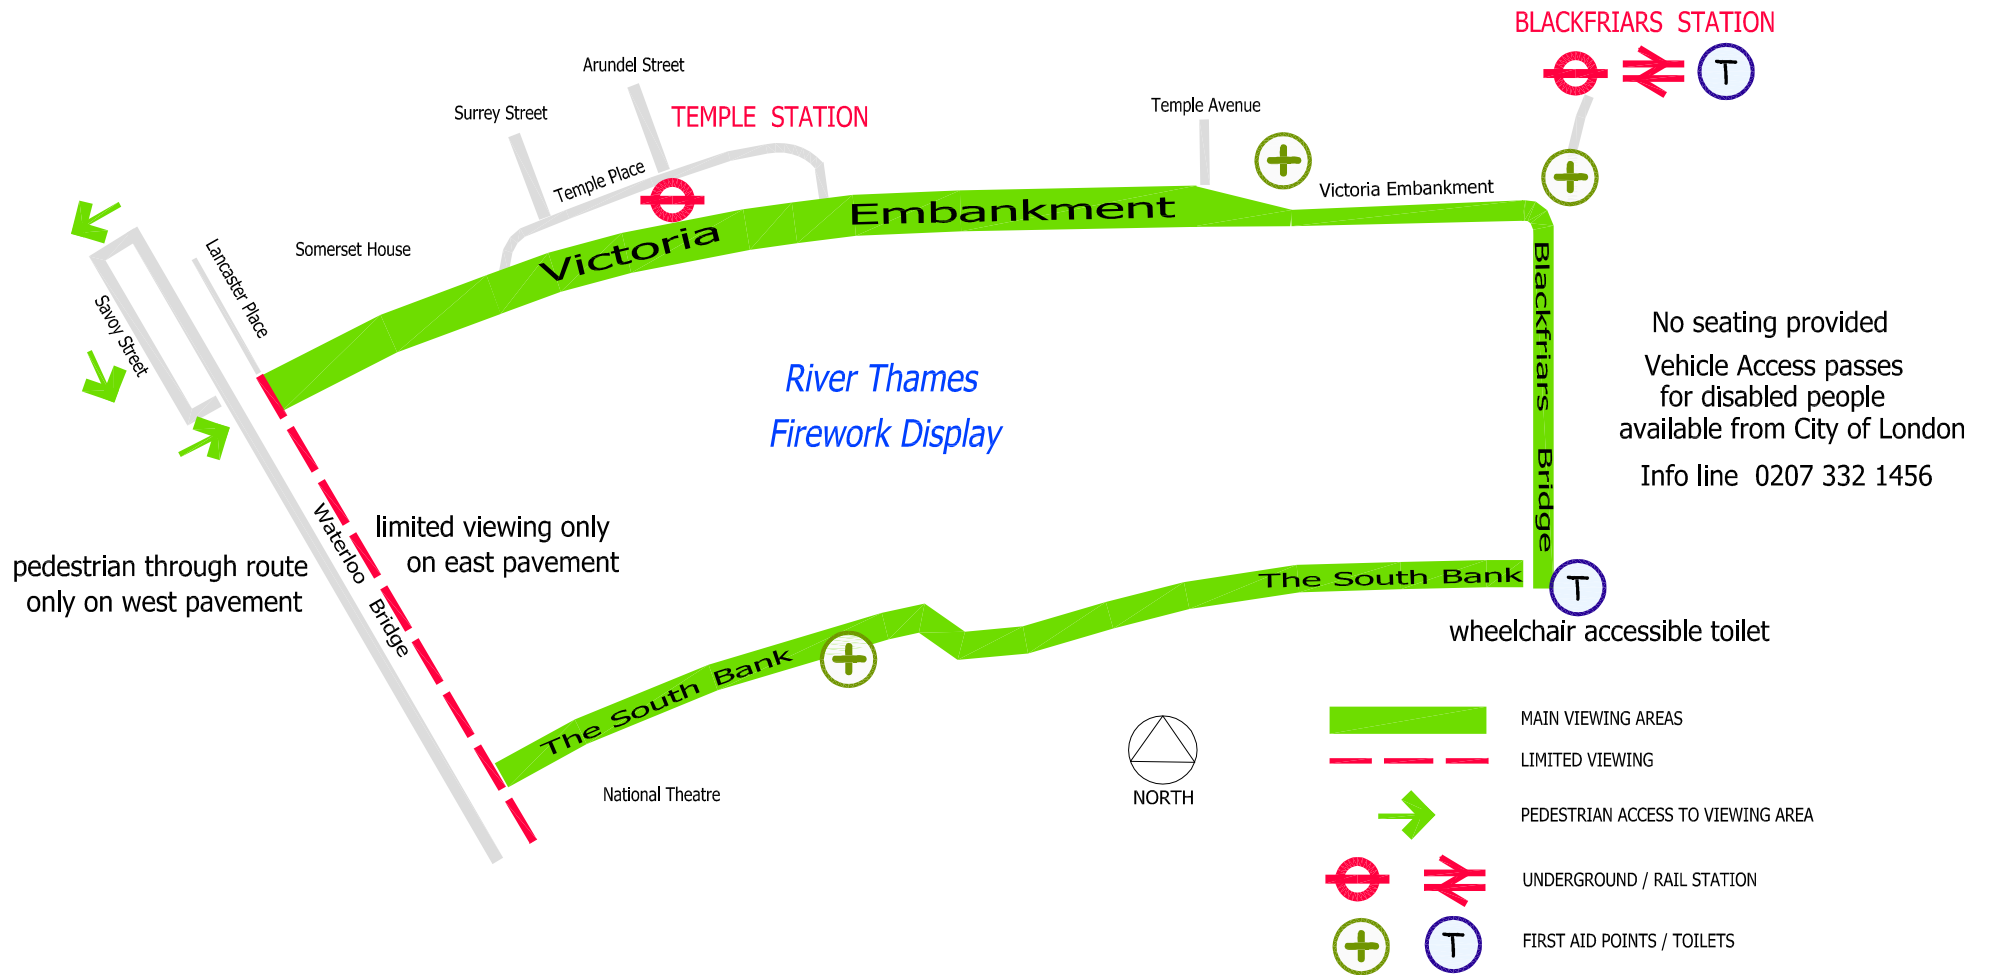 BLACKFRIARS STATION
T
Arundel Street
Surrey Street
TEMPLE STATION
Temple Avenue
Temple Place
Victoria Embankment
Victoria Embankment
Lancaster Place
Somerset House
Savoy Street
Blackfriars Bridge
No seating provided
Vehicle Access passes
for disabled people
available from City of London
Info line 0207 332 1456
River Thames
Firework Display
Waterloo Bridge
limited viewing only
on east pavement
pedestrian through route
only on west pavement
The South Bank
The South Bank
T
wheelchair accessible toilet
National Theatre
NORTH
MAIN VIEWING AREAS
LIMITED VIEWING
PEDESTRIAN ACCESS TO VIEWING AREA
UNDERGROUND / RAIL STATION
T
FIRST AID POINTS / TOILETS